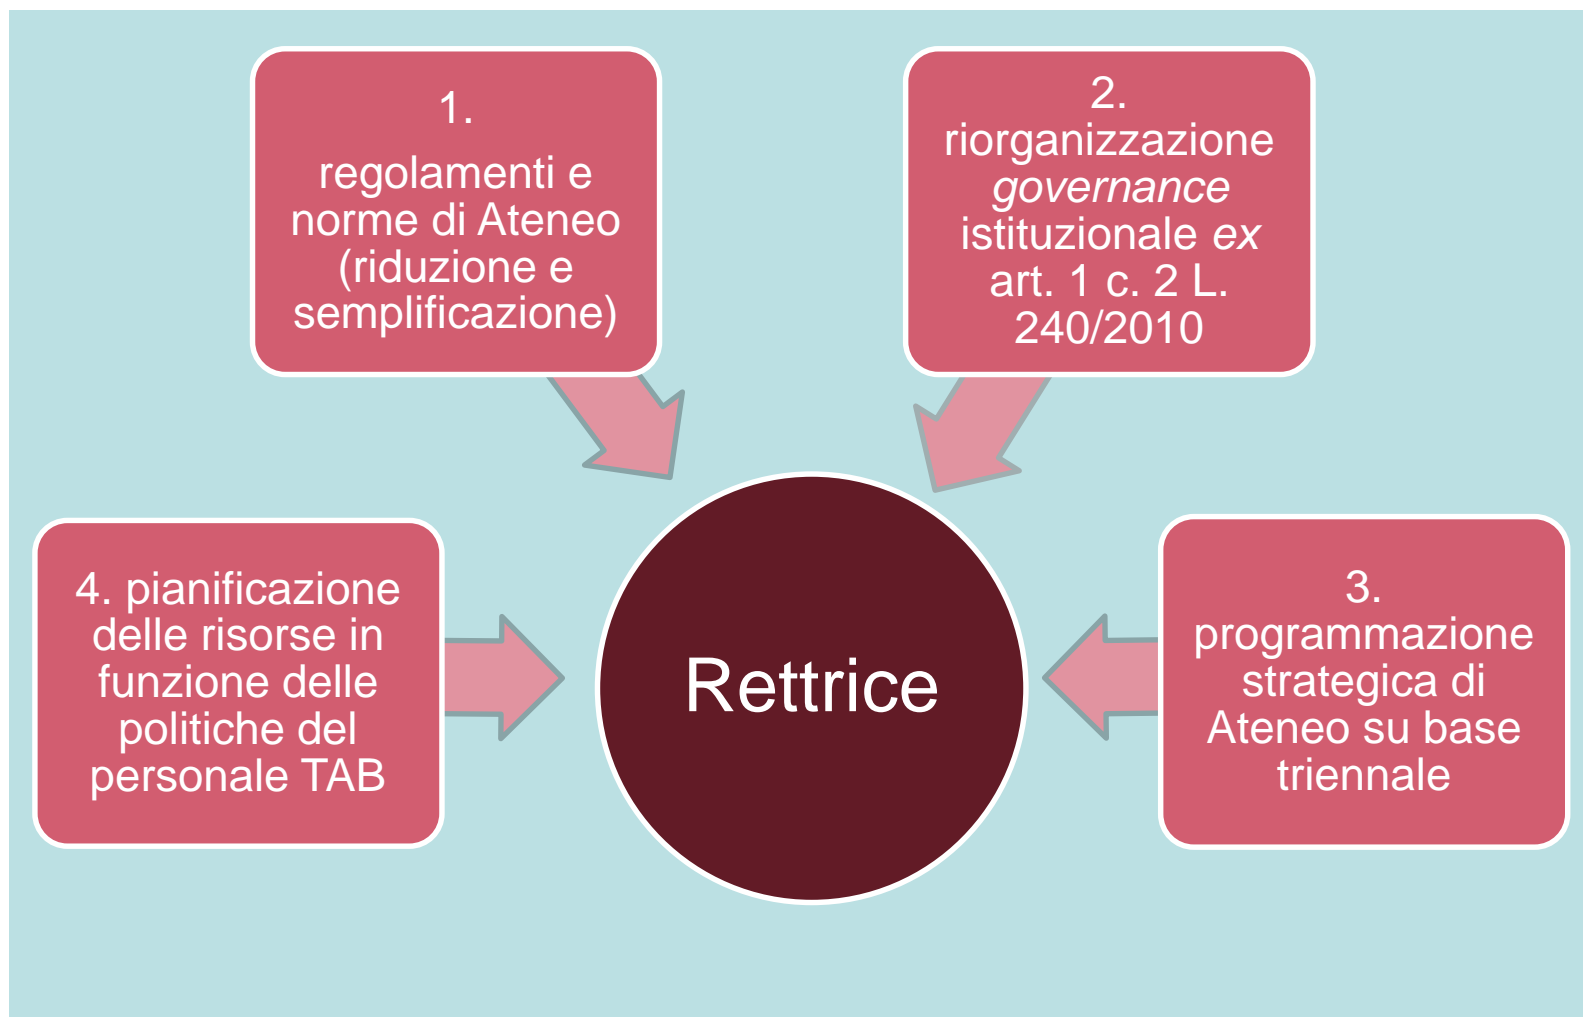 1.
regolamenti e
norme di Ateneo
(riduzione e
semplificazione)
2.
riorganizzazione
governance
istituzionale ex
art. 1 c. 2 L.
240/2010
3.
programmazione
strategica di
Ateneo su base
triennale
4. pianificazione
delle risorse in
funzione delle
politiche del
personale TAB
Rettrice